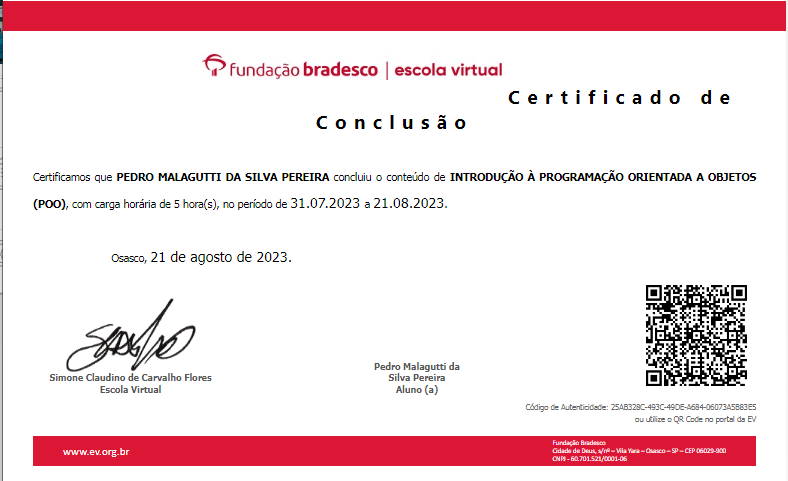 fundação bradesco | escola virtual
Certificado de
Conclusão
Certificamos que PEDRO MALAGUTTI DA SILVA PEREIRA concluiu o conteúdo de INTRODUÇÃO À PROGRAMAÇÃO ORIENTADA A OBJETOS
(POO), com carga horária de 5 hora(s), no período de 31.07.2023 a 21.08.2023.
Osasco, 21 de agosto de 2023.
Simone Claudino de Carvalho Flores
Escola Virtual
Pedro Malagutti da
Silva Pereira
Aluno (a)
Código de Autenticidade: 25AB328C-493C-49DE-A684-06073A5B83E5
ou utilize o QR Code no portal da EV
www.ev.org.br
Fundação Bradesco
Cidade de Deus, s/nº – Vila Yara – Osasco – SP – CEP 06029-900
CNPJ - 60.701.521/0001-06